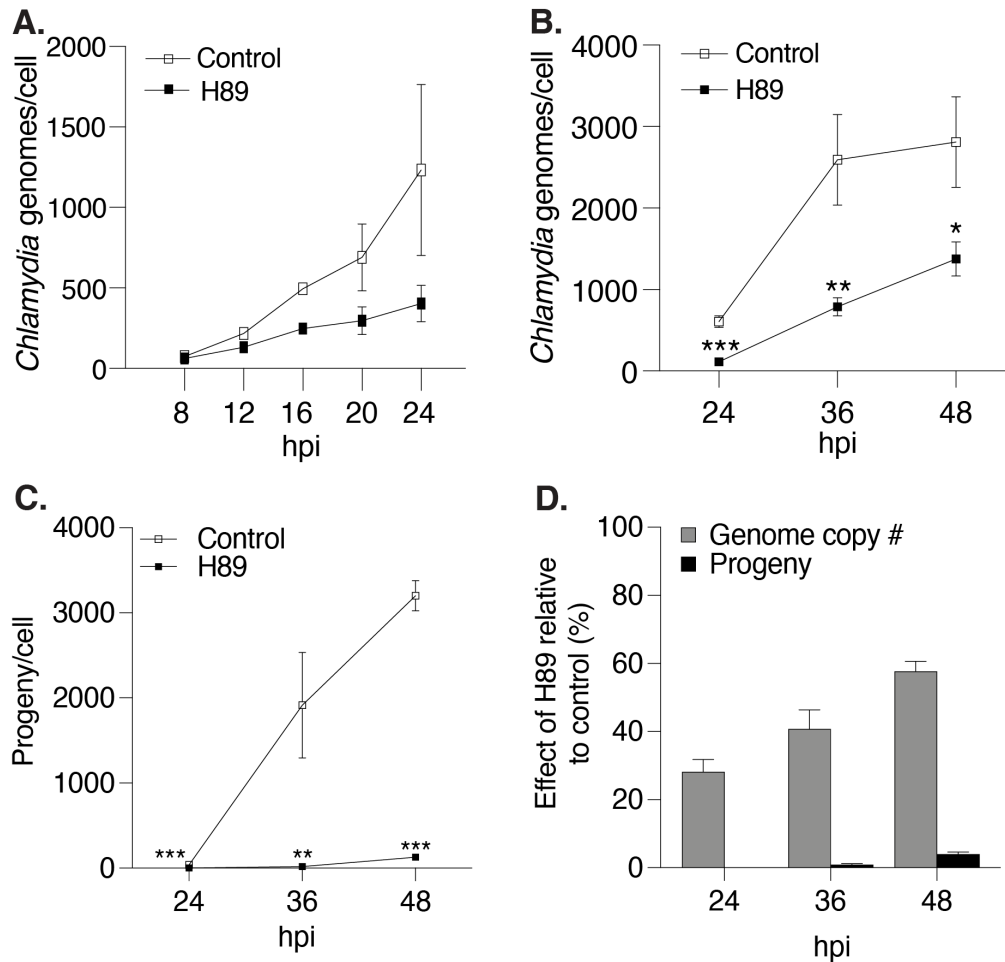 A.
Chlamydia genomes/cell
2000
1500
1000
500
0
Control
H89
8 12 16 20 24
hpi
B.
Chlamydia genomes/cell
4000
3000
2000
1000
0
Control
H89
***
**
*
24 36 48
hpi
C.
Progeny/cell
4000
3000
2000
1000
0
Control
H89
***
**
***
24 36 48
hpi
D.
Effect of H89 relative
to control (%)
100
80
60
40
20
0
Genome copy #
Progeny
24 36 48
hpi